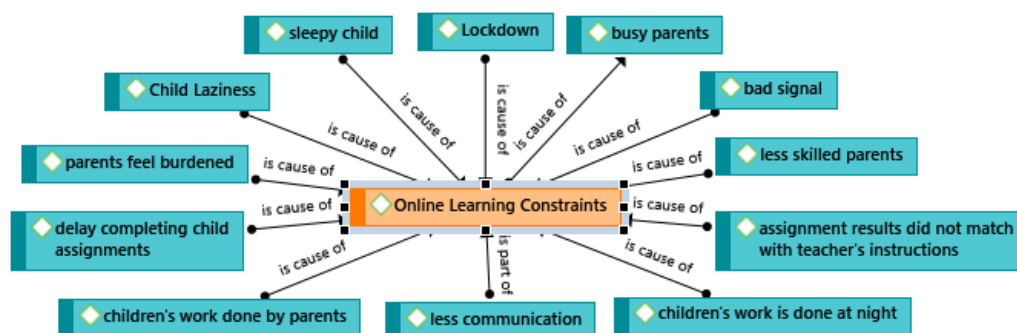 sleepy child
Lockdown
busy parents
Child Laziness
bad signal
is cause of
is cause of
is cause of
is cause of
is cause of
parents feel burdened
is cause of
is cause of
less skilled parents
Online Learning Constraints
delay completing child
assignments
is cause of
is cause of
assignment results did not match
with teacher's instructions
is cause of
is part of
is cause of
children's work done by parents
less communication
children's work is done at night